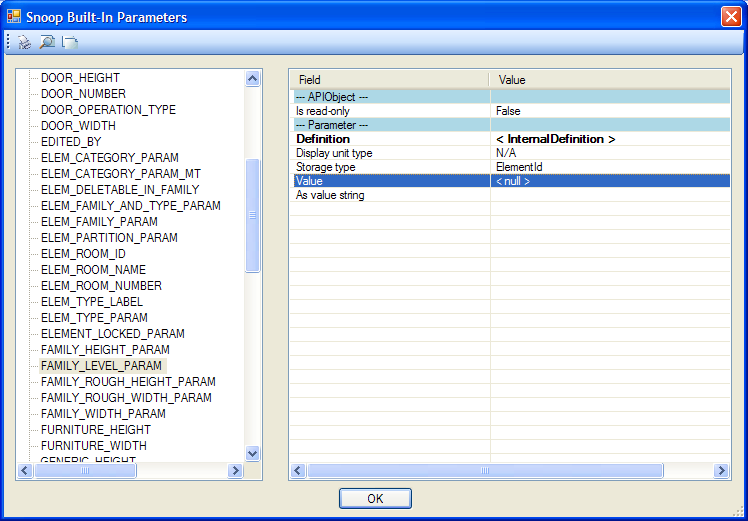 Snoop Built-In Parameters
DOOR_HEIGHT
DOOR_NUMBER
DOOR_OPERATION_TYPE
DOOR_WIDTH
EDITED_BY
ELEM_CATEGORY_PARAM
ELEM_CATEGORY_PARAM_MT
ELEM_DELETABLE_IN_FAMILY
ELEM_FAMILY_AND_TYPE_PARAM
ELEM_FAMILY_PARAM
ELEM_PARTITION_PARAM
ELEM_ROOM_ID
ELEM_ROOM_NAME
ELEM_ROOM_NUMBER
ELEM_TYPE_LABEL
ELEM_TYPE_PARAM
ELEMENT_LOCKED_PARAM
FAMILY_HEIGHT_PARAM
FAMILY_LEVEL_PARAM
FAMILY_ROUGH_HEIGHT_PARAM
FAMILY_ROUGH_WIDTH_PARAM
FAMILY_WIDTH_PARAM
FURNITURE_HEIGHT
FURNITURE_WIDTH
GENERIC_HEIGHT
Field Value
--- APIObject ---
Is read-only False
--- Parameter ---
Definition < InternalDefinition >
Display unit type N/A
Storage type ElementId
Value < null >
As value string
OK